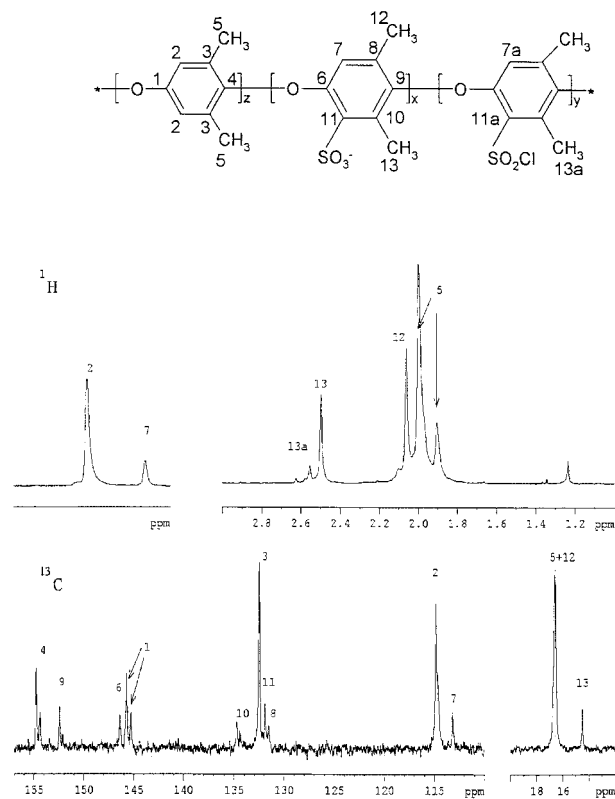 5 12
CH₃ CH₃ CH₃
2 3 7 8 7a
* O 1 4 z O 6 9 x O y *
2 3 11 10 11a
CH₃ SO₃⁻ CH₃ SO₂Cl CH₃
5 13 13a
¹H
2 7
13a 13 12 5
ppm 2.8 2.6 2.4 2.2 2.0 1.8 1.6 1.4 1.2 ppm
¹³C
4 9 6 1 10 3 11 8 2 7 5+12 13
155 150 145 140 135 130 125 120 115 ppm 18 16 ppm